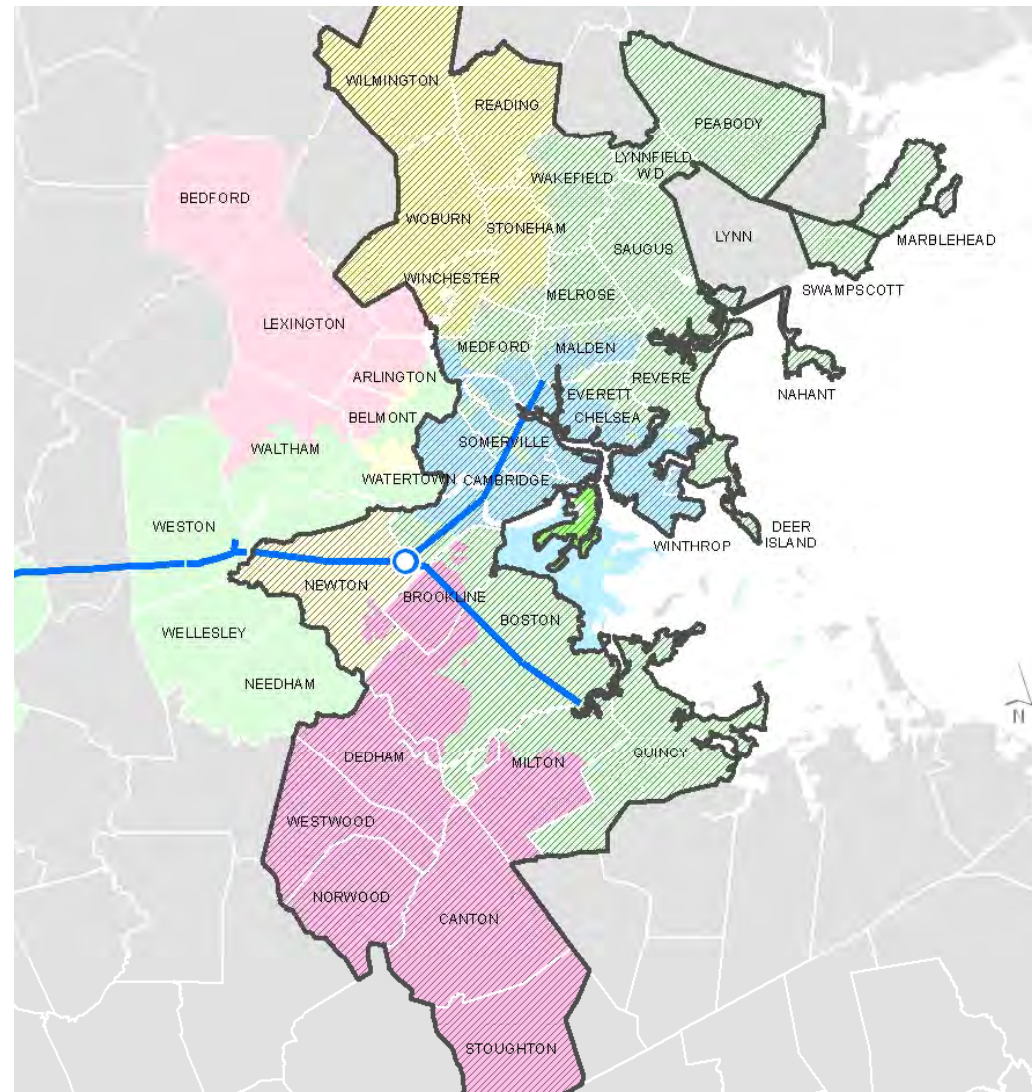 WILMINGTON
READING
PEABODY
LYNNFIELD
W D
WAKEFIELD
BEDFORD
WOBURN
STONEHAM
LYNN
MARBLEHEAD
SAUGUS
WINCHESTER
SWAMPSCOTT
MELROSE
LEXINGTON
MEDFORD
MALDEN
ARLINGTON
REVERE
EVERETT
NAHANT
BELMONT
CHELSEA
WALTHAM
SOMERVILLE
WATERTOWN
CAMBRIDGE
WESTON
DEER
ISLAND
WINTHROP
NEWTON
BROOKLINE
BOSTON
WELLESLEY
NEEDHAM
N
DEDHAM
MILTON
QUINCY
WESTWOOD
NORWOOD
CANTON
STOUGHTON